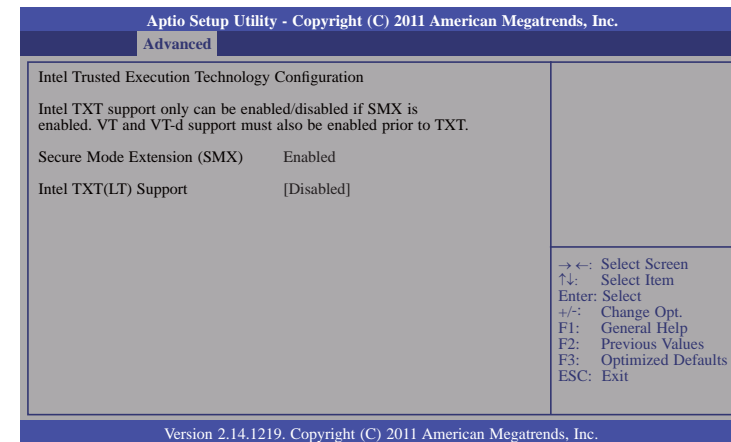 Aptio Setup Utility - Copyright (C) 2011 American Megatrends, Inc.
Advanced
Intel Trusted Execution Technology Configuration
Intel TXT support only can be enabled/disabled if SMX is
enabled. VT and VT-d support must also be enabled prior to TXT.
Secure Mode Extension (SMX) Enabled
Intel TXT(LT) Support [Disabled]
→←: Select Screen
↑↓: Select Item
Enter: Select
+/-: Change Opt.
F1: General Help
F2: Previous Values
F3: Optimized Defaults
ESC: Exit
Version 2.14.1219. Copyright (C) 2011 American Megatrends, Inc.